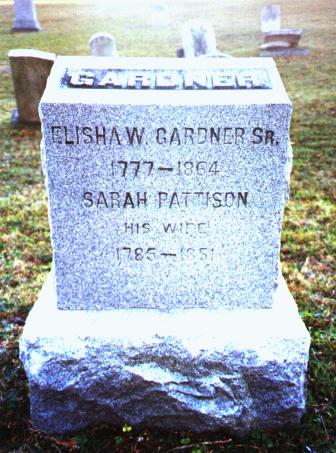 GARDNER
ELISHA W. GARDNER SR.
1777–1864
SARAH PATTISON
HIS WIFE
1785–1851